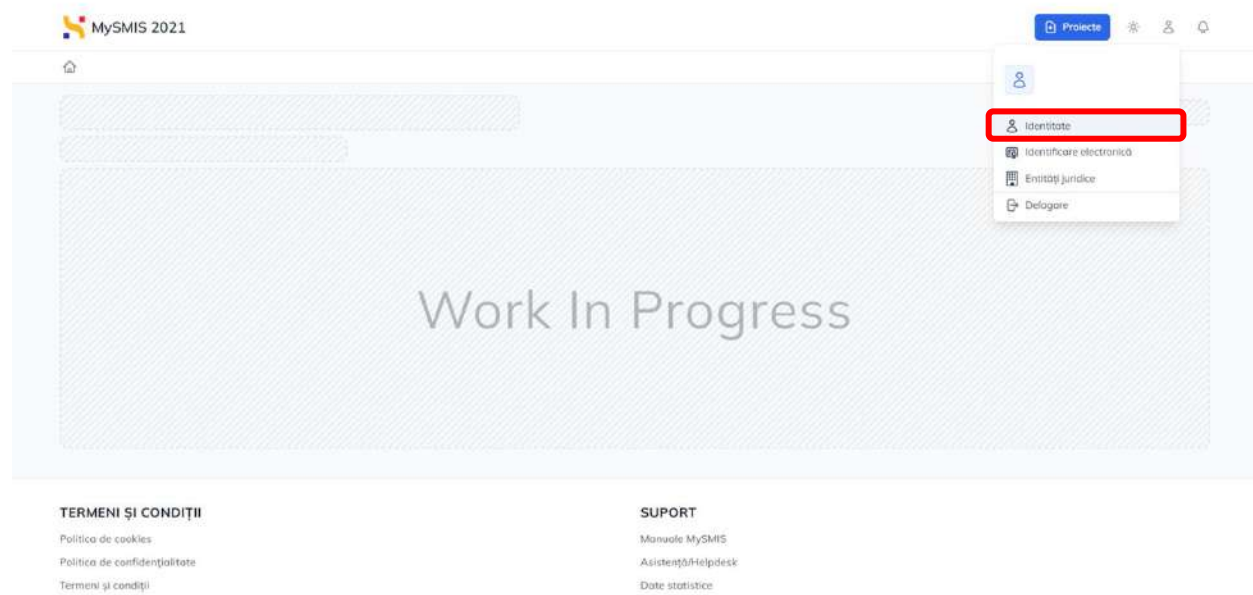 MySMIS 2021
Proiecte
Identitate
Identificare electronică
Entități juridice
Delogare
Work In Progress
TERMENI ȘI CONDIȚII
Politica de cookies
Politica de confidențialitate
Termeni și condiții
SUPORT
Manuale MySMIS
Asistență/Helpdesk
Date statistice